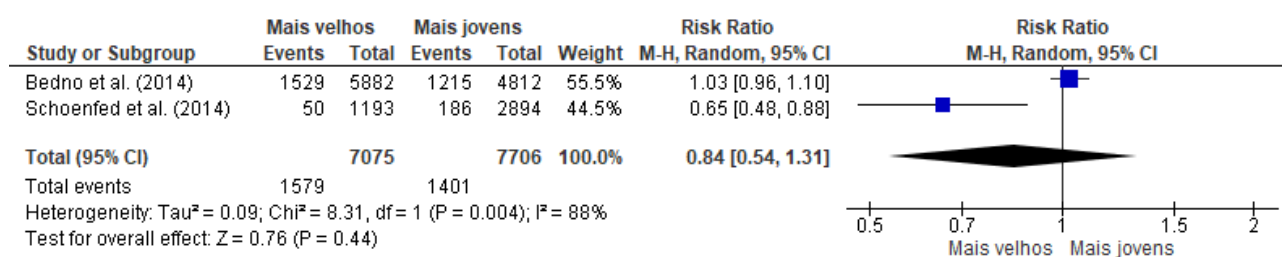 Mais velhos Mais jovens Risk Ratio Risk Ratio
Study or Subgroup Events Total Events Total Weight M-H, Random, 95% CI M-H, Random, 95% CI
Bedno et al. (2014) 1529 5882 1215 4812 55.5% 1.03 [0.96, 1.10]
Schoenfed et al. (2014) 50 1193 186 2894 44.5% 0.65 [0.48, 0.88]
Total (95% CI) 7075 7706 100.0% 0.84 [0.54, 1.31]
Total events 1579 1401
Heterogeneity: Tau² = 0.09; Chi² = 8.31, df = 1 (P = 0.004); I² = 88%
Test for overall effect: Z = 0.76 (P = 0.44)
0.5 0.7 1 1.5 2
Mais velhos Mais jovens